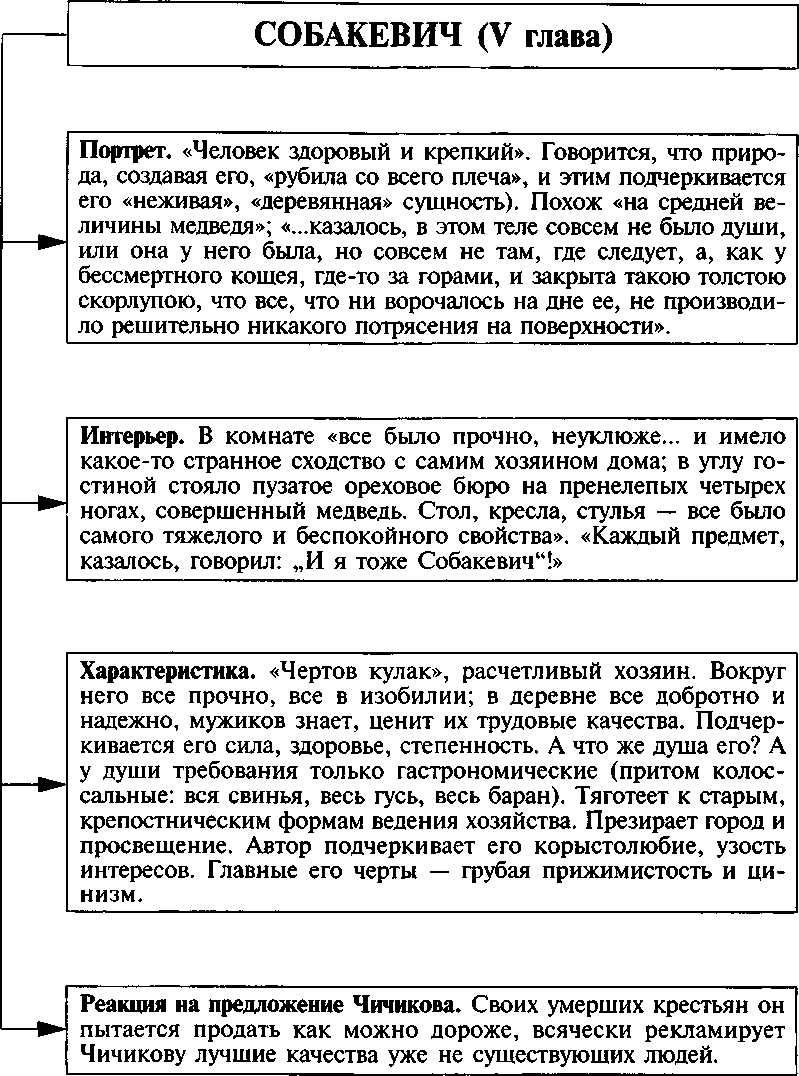 СОБАКЕВИЧ (V глава)
Портрет. «Человек здоровый и крепкий». Говорится, что приро-
да, создавая его, «рубила со всего плеча», и этим подчеркивается
его «неживая», «деревянная» сущность). Похож «на средней ве-
личины медведя»; «...казалось, в этом теле совсем не было души,
или она у него была, но совсем не там, где следует, а, как у
бессмертного кощея, где-то за горами, и закрыта такою толстою
скорлупою, что все, что ни ворочалось на дне ее, не производи-
ло решительно никакого потрясения на поверхности».
Интерьер. В комнате «все было прочно, неуклюже... и имело
какое-то странное сходство с самим хозяином дома; в углу го-
стиной стояло пузатое ореховое бюро на пренелепых четырех
ногах, совершенный медведь. Стол, кресла, стулья — все было
самого тяжелого и беспокойного свойства». «Каждый предмет,
казалось, говорил: „И я тоже Собакевич“!»
Характеристика. «Чертов кулак», расчетливый хозяин. Вокруг
него все прочно, все в изобилии; в деревне все добротно и
надежно, мужиков знает, ценит их трудовые качества. Подчер-
кивается его сила, здоровье, степенность. А что же душа его? А
у души требования только гастрономические (притом колос-
сальные: вся свинья, весь гусь, весь баран). Тяготеет к старым,
крепостническим формам ведения хозяйства. Презирает город и
просвещение. Автор подчеркивает его корыстолюбие, узость
интересов. Главные его черты — грубая прижимистость и ци-
низм.
Реакция на предложение Чичикова. Своих умерших крестьян он
пытается продать как можно дороже, всячески рекламирует
Чичикову лучшие качества уже не существующих людей.